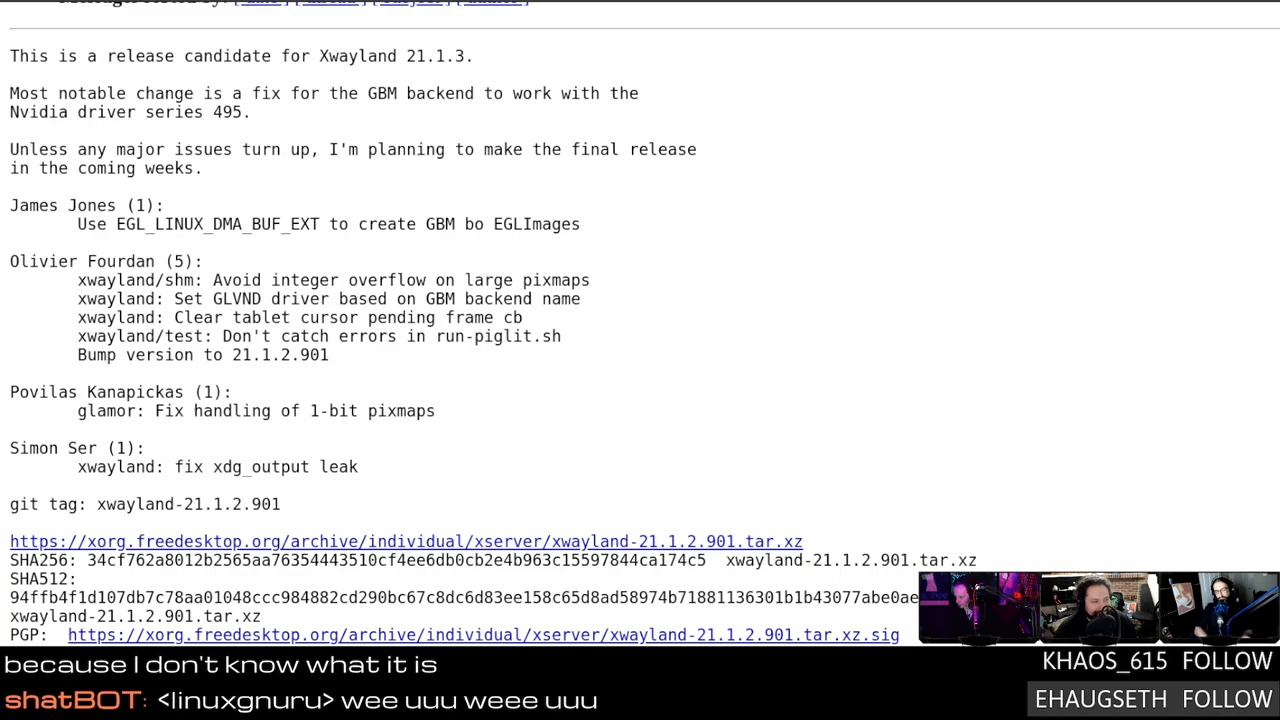 This is a release candidate for Xwayland 21.1.3.
Most notable change is a fix for the GBM backend to work with the
Nvidia driver series 495.
Unless any major issues turn up, I'm planning to make the final release
in the coming weeks.
James Jones (1):
Use EGL_LINUX_DMA_BUF_EXT to create GBM bo EGLImages
Olivier Fourdan (5):
xwayland/shm: Avoid integer overflow on large pixmaps
xwayland: Set GLVND driver based on GBM backend name
xwayland: Clear tablet cursor pending frame cb
xwayland/test: Don't catch errors in run-piglit.sh
Bump version to 21.1.2.901
Povilas Kanapickas (1):
glamor: Fix handling of 1-bit pixmaps
Simon Ser (1):
xwayland: fix xdg_output leak
git tag: xwayland-21.1.2.901
https://xorg.freedesktop.org/archive/individual/xserver/xwayland-21.1.2.901.tar.xz
SHA256: 34cf762a8012b2565aa76354443510cf4ee6db0cb2e4b963c15597844ca174c5 xwayland-21.1.2.901.tar.xz
SHA512:
94ffb4f1d107db7c78aa01048c0c984882cd290bc67c8dc6d83ee158c65d8ad58974b71881136301b1b43077abe0ae
xwayland-21.1.2.901.tar.xz
PGP: https://xorg.freedesktop.org/archive/individual/xserver/xwayland-21.1.2.901.tar.xz.sig
because I don't know what it is
shatBOT: <linuxgnuru> wee uuu weee uuu
KHAOS_615 FOLLOW
EHAUGSETH FOLLOW